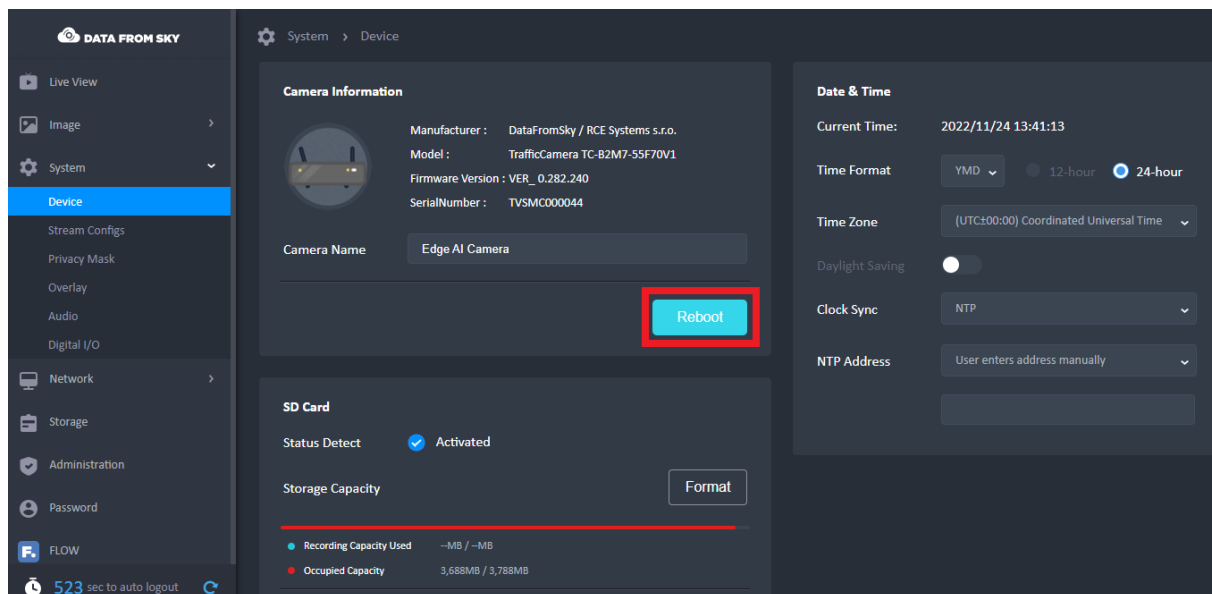 DATA FROM SKY
Live View
Image
System
Device
Stream Configs
Privacy Mask
Overlay
Audio
Digital I/O
Network
Storage
Administration
Password
F. FLOW
523 sec to auto logout
System > Device
Camera Information
Manufacturer : DataFromSky / RCE Systems s.r.o.
Model : TrafficCamera TC-B2M7-55F70V1
Firmware Version : VER_ 0.282.240
SerialNumber : TVSMC000044
Camera Name Edge AI Camera
Reboot
SD Card
Status Detect Activated
Storage Capacity Format
Recording Capacity Used --MB / --MB
Occupied Capacity 3,688MB / 3,788MB
Date & Time
Current Time: 2022/11/24 13:41:13
Time Format YMD 12-hour 24-hour
Time Zone (UTC±00:00) Coordinated Universal Time
Daylight Saving
Clock Sync NTP
NTP Address User enters address manually